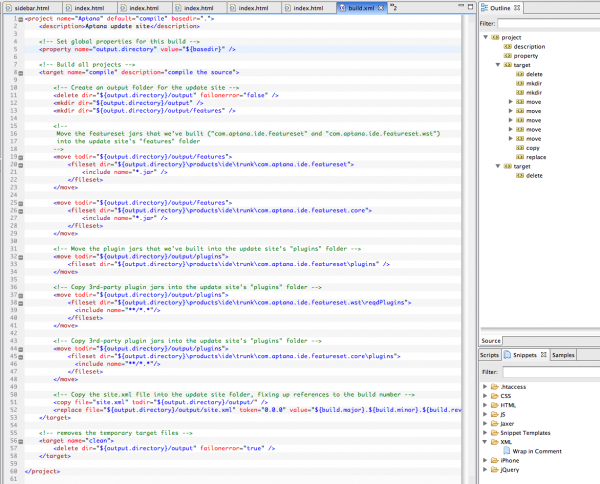 sidebar.html index.html index.html index.html index.html index.html build.xml
1 <project name="Aptana" default="compile" basedir=".">
2 <description>Aptana update site</description>
3
4 <!-- Set global properties for this build -->
5 <property name="output.directory" value="${basedir}" />
6
7 <!-- Build all projects -->
8 <target name="compile" description="compile the source">
9
10 <!-- Create an output folder for the update site -->
11 <delete dir="${output.directory}/output" failonerror="false" />
12 <mkdir dir="${output.directory}/output" />
13 <mkdir dir="${output.directory}/output/features" />
14
15 <!--
16 Move the featureset jars that we've built ("com.aptana.ide.featureset" and "com.aptana.ide.featureset.wst")
17 into the update site's "features" folder
18 -->
19 <move todir="${output.directory}/output/features">
20 <fileset dir="${output.directory}\products\ide\trunk\com.aptana.ide.featureset">
21 <include name="*.jar" />
22 </fileset>
23 </move>
24
25 <move todir="${output.directory}/output/features">
26 <fileset dir="${output.directory}\products\ide\trunk\com.aptana.ide.featureset.core">
27 <include name="*.jar" />
28 </fileset>
29 </move>
30
31 <!-- Move the plugin jars that we've built into the update site's "plugins" folder -->
32 <move todir="${output.directory}/output/plugins">
33 <fileset dir="${output.directory}\products\ide\trunk\com.aptana.ide.featureset\plugins" />
34 </move>
35
36 <!-- Copy 3rd-party plugin jars into the update site's "plugins" folder -->
37 <move todir="${output.directory}/output/plugins">
38 <fileset dir="${output.directory}\products\ide\trunk\com.aptana.ide.featureset.wst\reqdPlugins">
39 <include name="**/*.*"/>
40 </fileset>
41 </move>
42
43 <!-- Copy 3rd-party plugin jars into the update site's "plugins" folder -->
44 <move todir="${output.directory}/output/plugins">
45 <fileset dir="${output.directory}\products\ide\trunk\com.aptana.ide.featureset.core\plugins">
46 <include name="**/*.*"/>
47 </fileset>
48 </move>
49
50 <!-- Copy the site.xml file into the update site folder, fixing up references to the build number -->
51 <copy file="site.xml" todir="${output.directory}/output/" />
52 <replace file="${output.directory}/output/site.xml" token="0.0.0" value="${build.major}.${build.minor}.${build.rev
53 </target>
54
55 <!-- removes the temporary target files -->
56 <target name="clean">
57 <delete dir="${output.directory}/output" failonerror="true" />
58 </target>
59
60 </project>
61
Outline
Filter:
project
description
property
target
delete
mkdir
mkdir
move
move
move
move
move
copy
replace
target
delete
Source
Scripts Snippets Samples
Filter:
.htaccess
CSS
HTML
JS
Jaxer
Snippet Templates
XML
Wrap in Comment
iPhone
jQuery